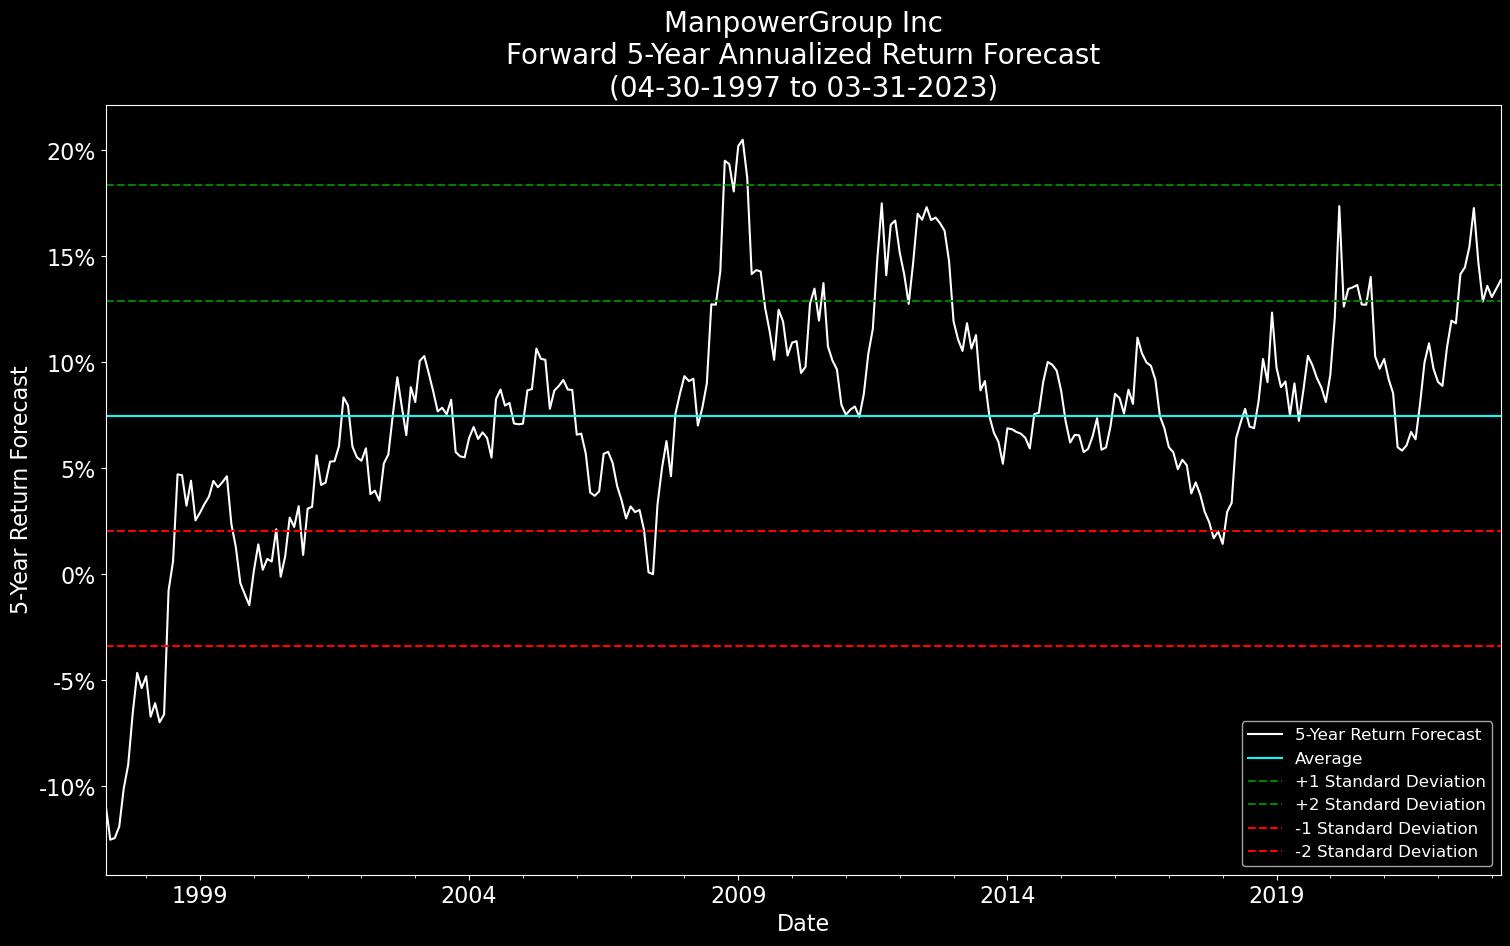 ManpowerGroup Inc
Forward 5-Year Annualized Return Forecast
(04-30-1997 to 03-31-2023)
5-Year Return Forecast
20%
15%
10%
5%
0%
-5%
-10%
1999
2004
2009
2014
2019
Date
5-Year Return Forecast
Average
+1 Standard Deviation
+2 Standard Deviation
-1 Standard Deviation
-2 Standard Deviation